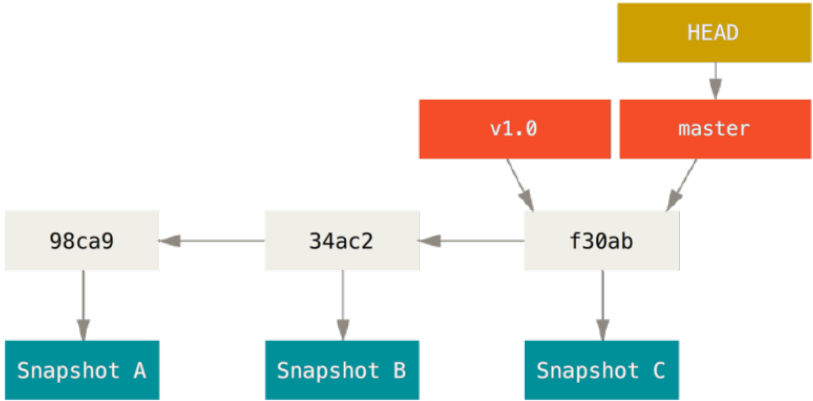 HEAD
v1.0
master
98ca9
34ac2
f30ab
Snapshot A
Snapshot B
Snapshot C